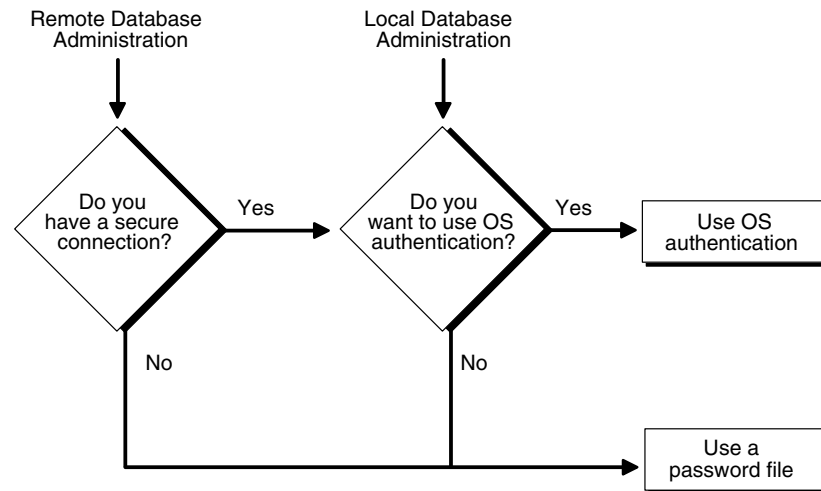 Remote Database
Administration
Local Database
Administration
Do you
have a secure
connection?
Yes
Do you
want to use OS
authentication?
Yes
Use OS
authentication
No
No
Use a
password file